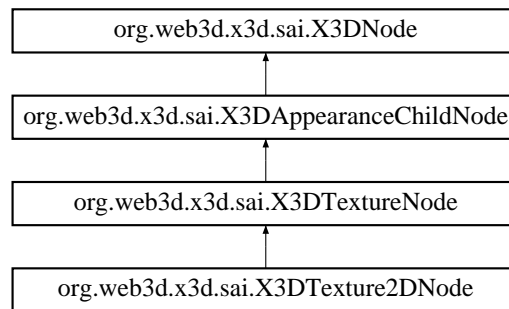 org.web3d.x3d.sai.X3DNode
org.web3d.x3d.sai.X3DAppearanceChildNode
org.web3d.x3d.sai.X3DTextureNode
org.web3d.x3d.sai.X3DTexture2DNode